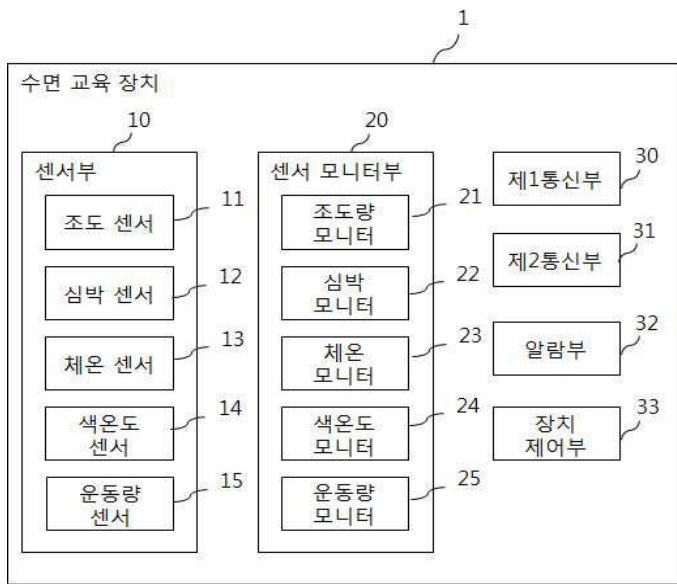 1
수면 교육 장치
10
센서부
조도 센서
11
심박 센서
12
체온 센서
13
색온도
센서
14
운동량
센서
15
20
센서 모니터부
조도량
모니터
21
심박
모니터
22
체온
모니터
23
색온도
모니터
24
운동량
모니터
25
제1통신부
30
제2통신부
31
알람부
32
장치
제어부
33